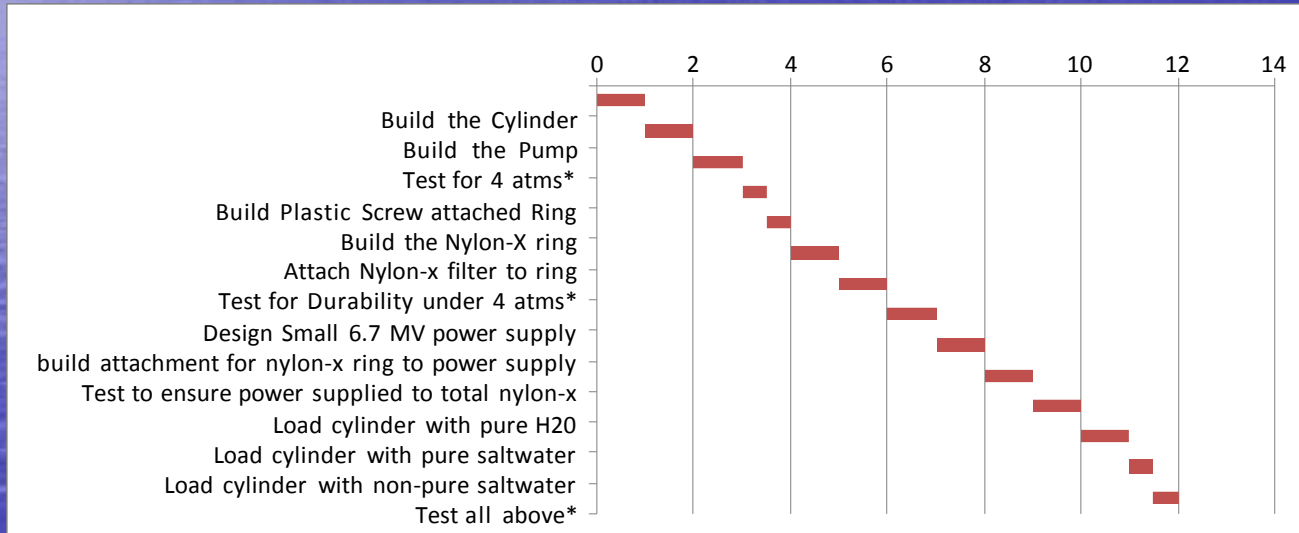 0 2 4 6 8 10 12 14
Build the Cylinder
Build the Pump
Test for 4 atms*
Build Plastic Screw attached Ring
Build the Nylon-X ring
Attach Nylon-x filter to ring
Test for Durability under 4 atms*
Design Small 6.7 MV power supply
build attachment for nylon-x ring to power supply
Test to ensure power supplied to total nylon-x
Load cylinder with pure H20
Load cylinder with pure saltwater
Load cylinder with non-pure saltwater
Test all above*